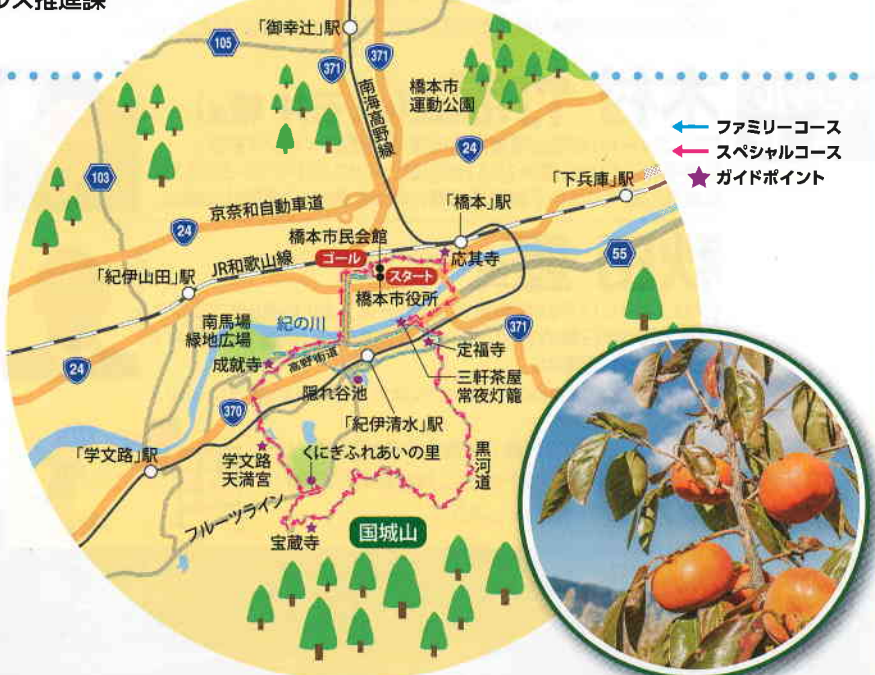 ルス推進課
「御幸辻」駅
105
371
371
南海高野線
橋本市
運動公園
ファミリーコース
スペシャルコース
ガイドポイント
24
103
「下兵庫」駅
京奈和自動車道
「橋本」駅
24
橋本市民会館
ゴール
応其寺
55
JR和歌山線
スタート
「紀伊山田」駅
橋本市役所
南馬場
緑地広場
紀の川
371
定福寺
成就寺
高野街道
24
三軒茶屋
常夜灯籠
隠れ谷池
370
「紀伊清水」駅
「学文路」駅
学文路
天満宮
くにぎふれあいの里
黒河道
フルーツライン
宝蔵寺
国城山